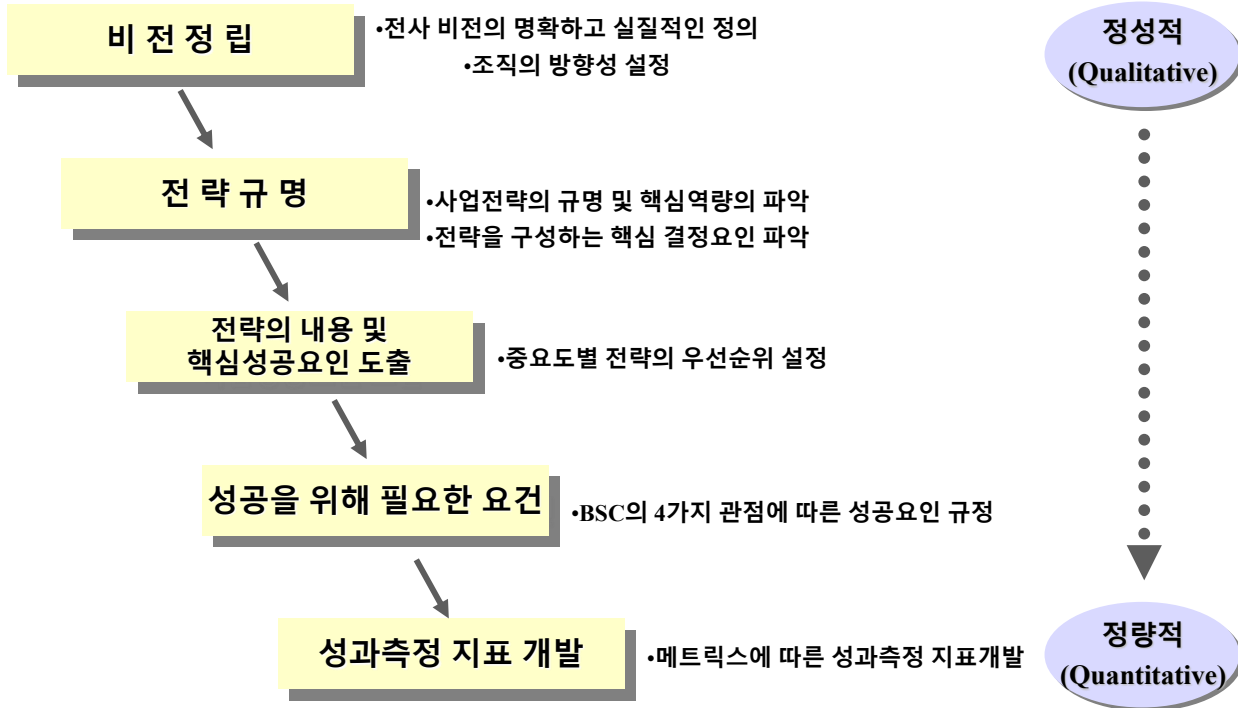 비 전 정 립
•전사 비전의 명확하고 실질적인 정의
•조직의 방향성 설정
정성적
(Qualitative)
전 략 규 명
•사업전략의 규명 및 핵심역량의 파악
•전략을 구성하는 핵심 결정요인 파악
전략의 내용 및
핵심성공요인 도출
•중요도별 전략의 우선순위 설정
성공을 위해 필요한 요건
•BSC의 4가지 관점에 따른 성공요인 규정
성과측정 지표 개발
•메트릭스에 따른 성과측정 지표개발
정량적
(Quantitative)